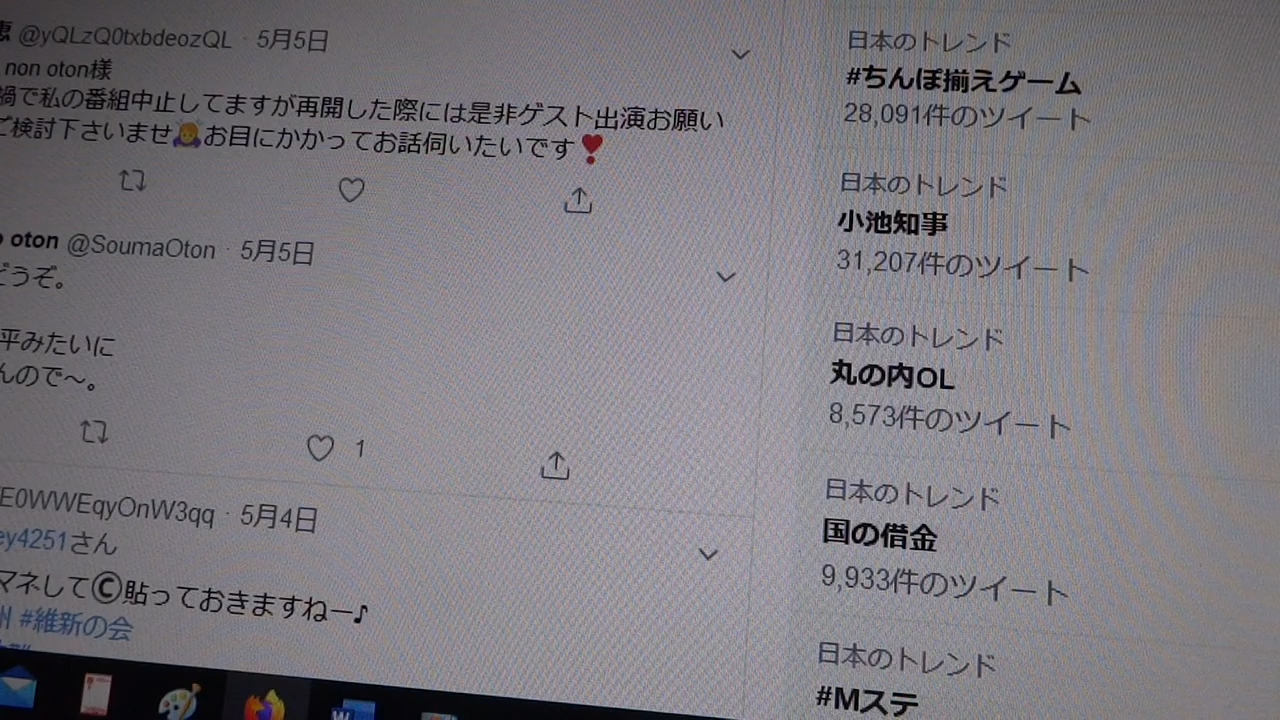 恵 @yQLzQ0txbdeozQL · 5月5日
non oton様
禍で私の番組中止してますが再開した際には是非ゲスト出演お願い
ご検討下さいませ🙇お目にかかってお話伺いたいです❣
oton @SoumaOton · 5月5日
どうぞ。
平みたいに
んので〜。
1
E0WWEqyOnW3qq · 5月4日
ey4251さん
マネして©貼っておきますねー♪
州 #維新の会
日本のトレンド
#ちんぽ揃えゲーム
28,091件のツイート
日本のトレンド
小池知事
31,207件のツイート
日本のトレンド
丸の内OL
8,573件のツイート
日本のトレンド
国の借金
9,933件のツイート
日本のトレンド
#Mステ